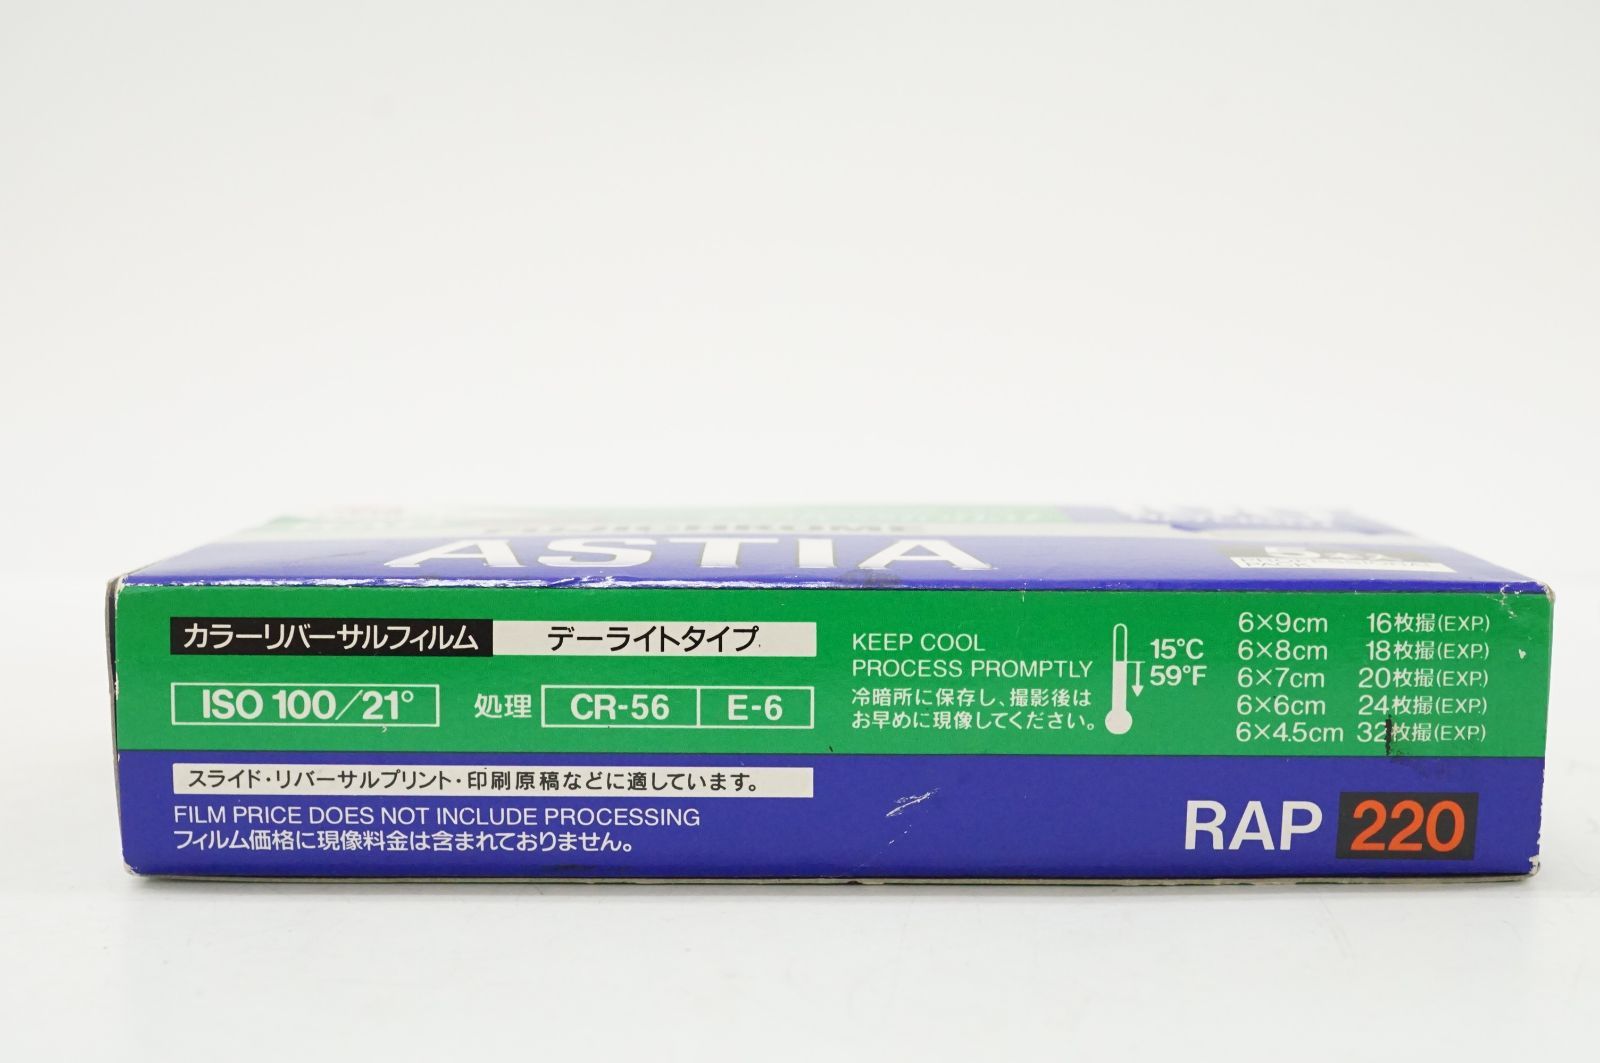 ASTIA
カラーリバーサルフィルム デーライトタイプ
ISO 100/21° 処理 CR-56 E-6
KEEP COOL
PROCESS PROMPTLY
冷暗所に保存し、撮影後は
お早めに現像してください。
15°C
59°F
6×9cm 16枚撮(EXP.)
6×8cm 18枚撮(EXP.)
6×7cm 20枚撮(EXP.)
6×6cm 24枚撮(EXP.)
6×4.5cm 32枚撮(EXP.)
スライド・リバーサルプリント・印刷原稿などに適しています。
FILM PRICE DOES NOT INCLUDE PROCESSING
フィルム価格に現像料金は含まれておりません。
RAP 220